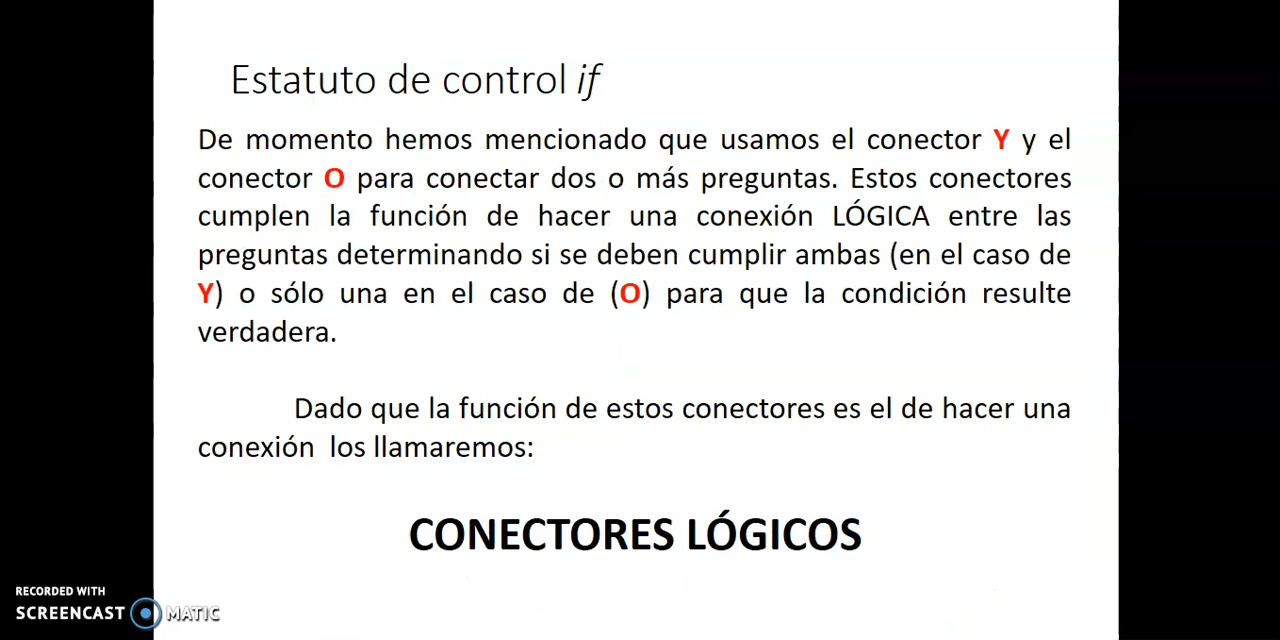 Estatuto de control if
De momento hemos mencionado que usamos el conector Y y el
conector O para conectar dos o más preguntas. Estos conectores
cumplen la función de hacer una conexión LÓGICA entre las
preguntas determinando si se deben cumplir ambas (en el caso de
Y) o sólo una en el caso de (O) para que la condición resulte
verdadera.
Dado que la función de estos conectores es el de hacer una
conexión los llamaremos:
CONECTORES LÓGICOS
RECORDED WITH
SCREENCAST MATIC